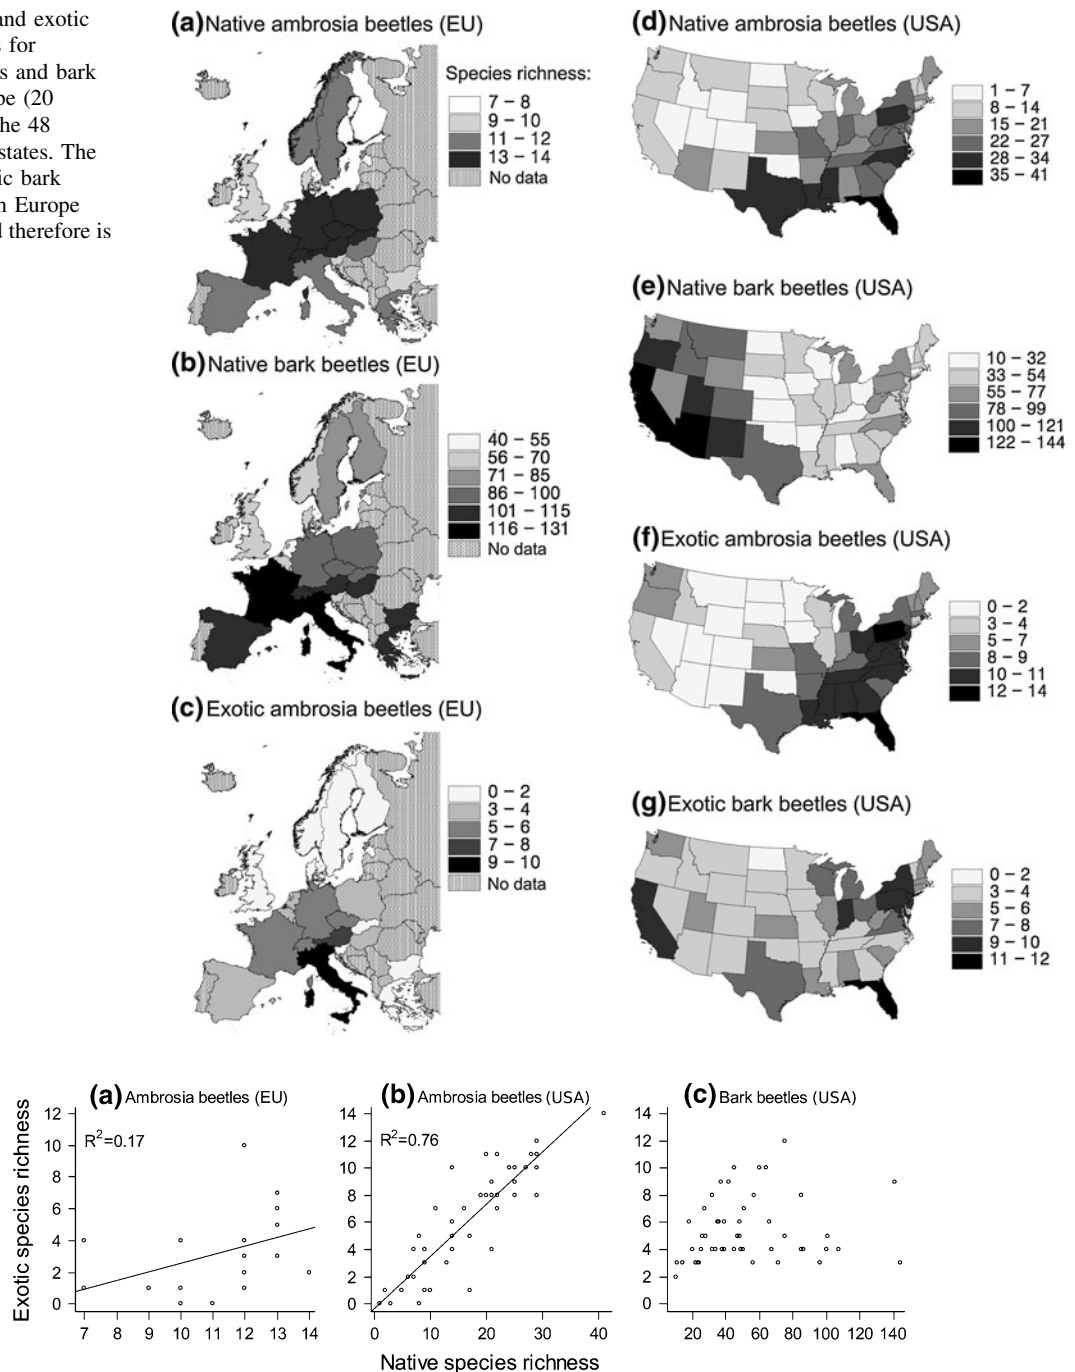 and exotic
s for
s and bark
pe (20
he 48
states. The
ic bark
n Europe
d therefore is
(a) Native ambrosia beetles (EU)
Species richness:
7 – 8
9 – 10
11 – 12
13 – 14
No data
(b) Native bark beetles (EU)
40 – 55
56 – 70
71 – 85
86 – 100
101 – 115
116 – 131
No data
(c) Exotic ambrosia beetles (EU)
0 – 2
3 – 4
5 – 6
7 – 8
9 – 10
No data
(d) Native ambrosia beetles (USA)
1 – 7
8 – 14
15 – 21
22 – 27
28 – 34
35 – 41
(e) Native bark beetles (USA)
10 – 32
33 – 54
55 – 77
78 – 99
100 – 121
122 – 144
(f) Exotic ambrosia beetles (USA)
0 – 2
3 – 4
5 – 7
8 – 9
10 – 11
12 – 14
(g) Exotic bark beetles (USA)
0 – 2
3 – 4
5 – 6
7 – 8
9 – 10
11 – 12
Exotic species richness
(a) Ambrosia beetles (EU)
R²=0.17
12
10
8
6
4
2
0
7 8 9 10 11 12 13 14
(b) Ambrosia beetles (USA)
R²=0.76
14
12
10
8
6
4
2
0
0 10 20 30 40
(c) Bark beetles (USA)
14
12
10
8
6
4
2
0
20 40 60 80 100 120 140
Native species richness